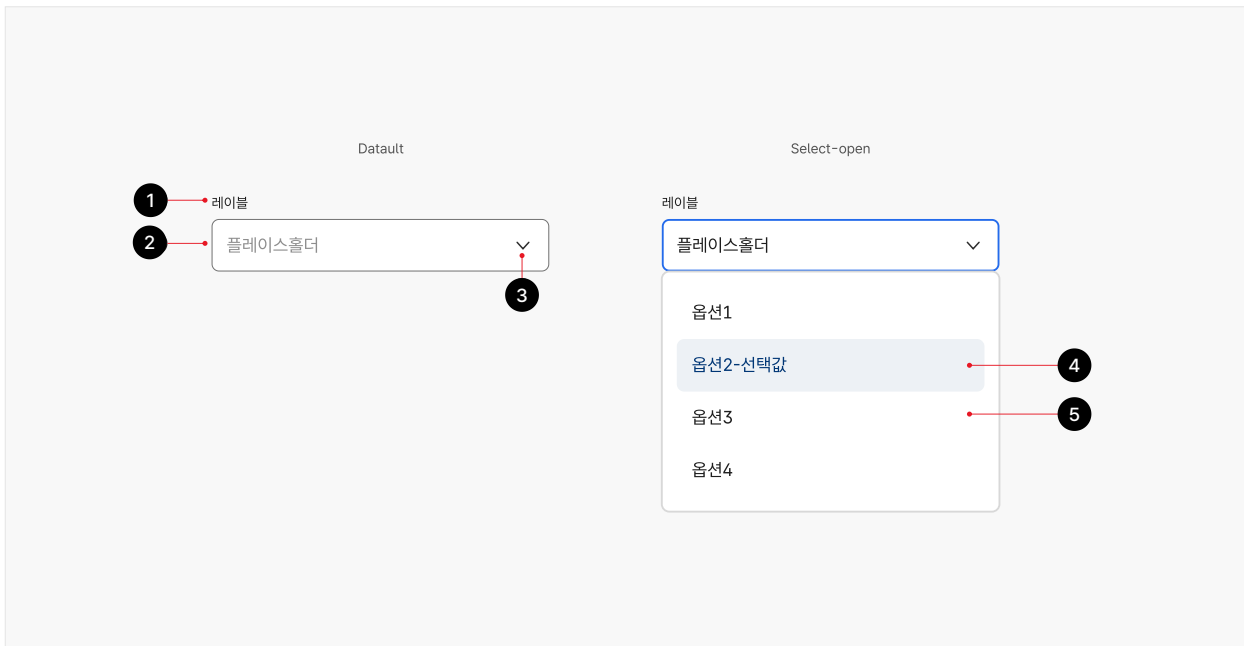 Datault
Select-open
1
레이블
레이블
2
플레이스홀더
플레이스홀더
3
옵션1
옵션2-선택값
4
옵션3
5
옵션4